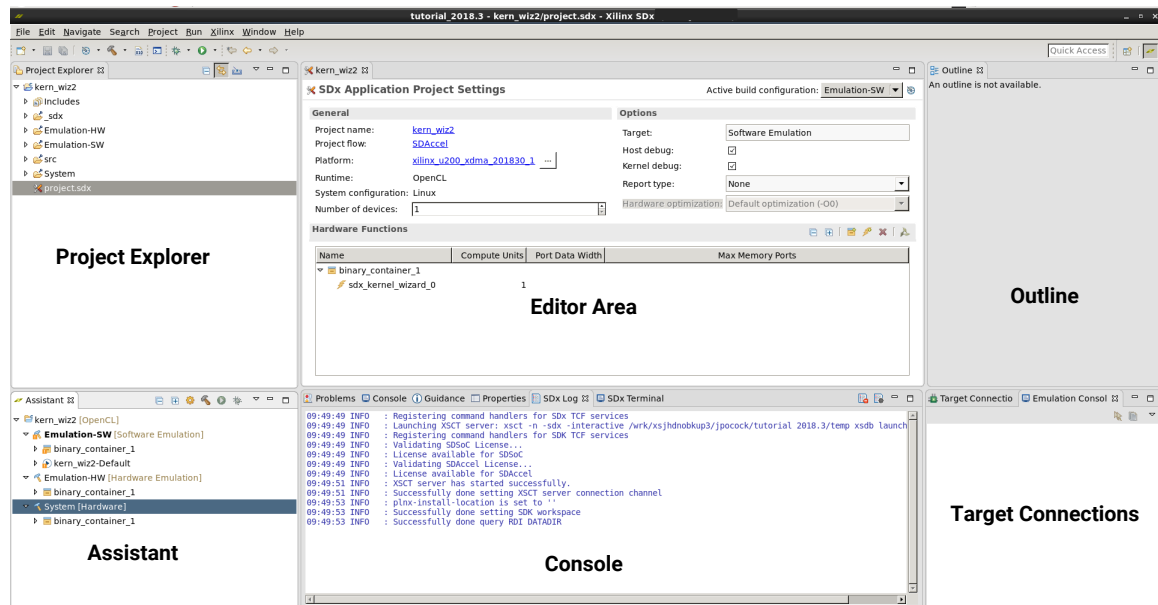 tutorial_2018.3 - kern_wiz2/project.sdx - Xilinx SDx
File Edit Navigate Search Project Run Xilinx Window Help
Quick Access
Project Explorer
kern_wiz2
Includes
_sdx
Emulation-HW
Emulation-SW
src
System
project.sdx
Project Explorer
kern_wiz2
SDx Application Project Settings
Active build configuration: Emulation-SW
General
Project name: kern_wiz2
Project flow: SDAccel
Platform: xilinx_u200_xdma_201830_1 ...
Runtime: OpenCL
System configuration: Linux
Number of devices: 1
Options
Target: Software Emulation
Host debug:
Kernel debug:
Report type: None
Hardware optimization: Default optimization (-O0)
Hardware Functions
Name Compute Units Port Data Width Max Memory Ports
binary_container_1
sdx_kernel_wizard_0 1
Editor Area
Outline
An outline is not available.
Outline
Assistant
kern_wiz2 [OpenCL]
Emulation-SW [Software Emulation]
binary_container_1
kern_wiz2-Default
Emulation-HW [Hardware Emulation]
binary_container_1
System [Hardware]
binary_container_1
Assistant
Problems Console Guidance Properties SDx Log SDx Terminal
09:49:49 INFO : Registering command handlers for SDx TCF services
09:49:49 INFO : Launching XSCT server: xsct -n -sdx -interactive /wrk/xsjhdnobkup3/jpocock/tutorial 2018.3/temp xsdb launch
09:49:49 INFO : Registering command handlers for SDK TCF services
09:49:49 INFO : Validating SDSoC License...
09:49:49 INFO : License available for SDSoC
09:49:49 INFO : Validating SDAccel License...
09:49:49 INFO : License available for SDAccel
09:49:51 INFO : XSCT server has started successfully.
09:49:51 INFO : Successfully done setting XSCT server connection channel
09:49:53 INFO : plnx-install-location is set to ''
09:49:53 INFO : Successfully done setting SDK workspace
09:49:53 INFO : Successfully done query RDI DATADIR
Console
Target Connectio Emulation Consol
Target Connections